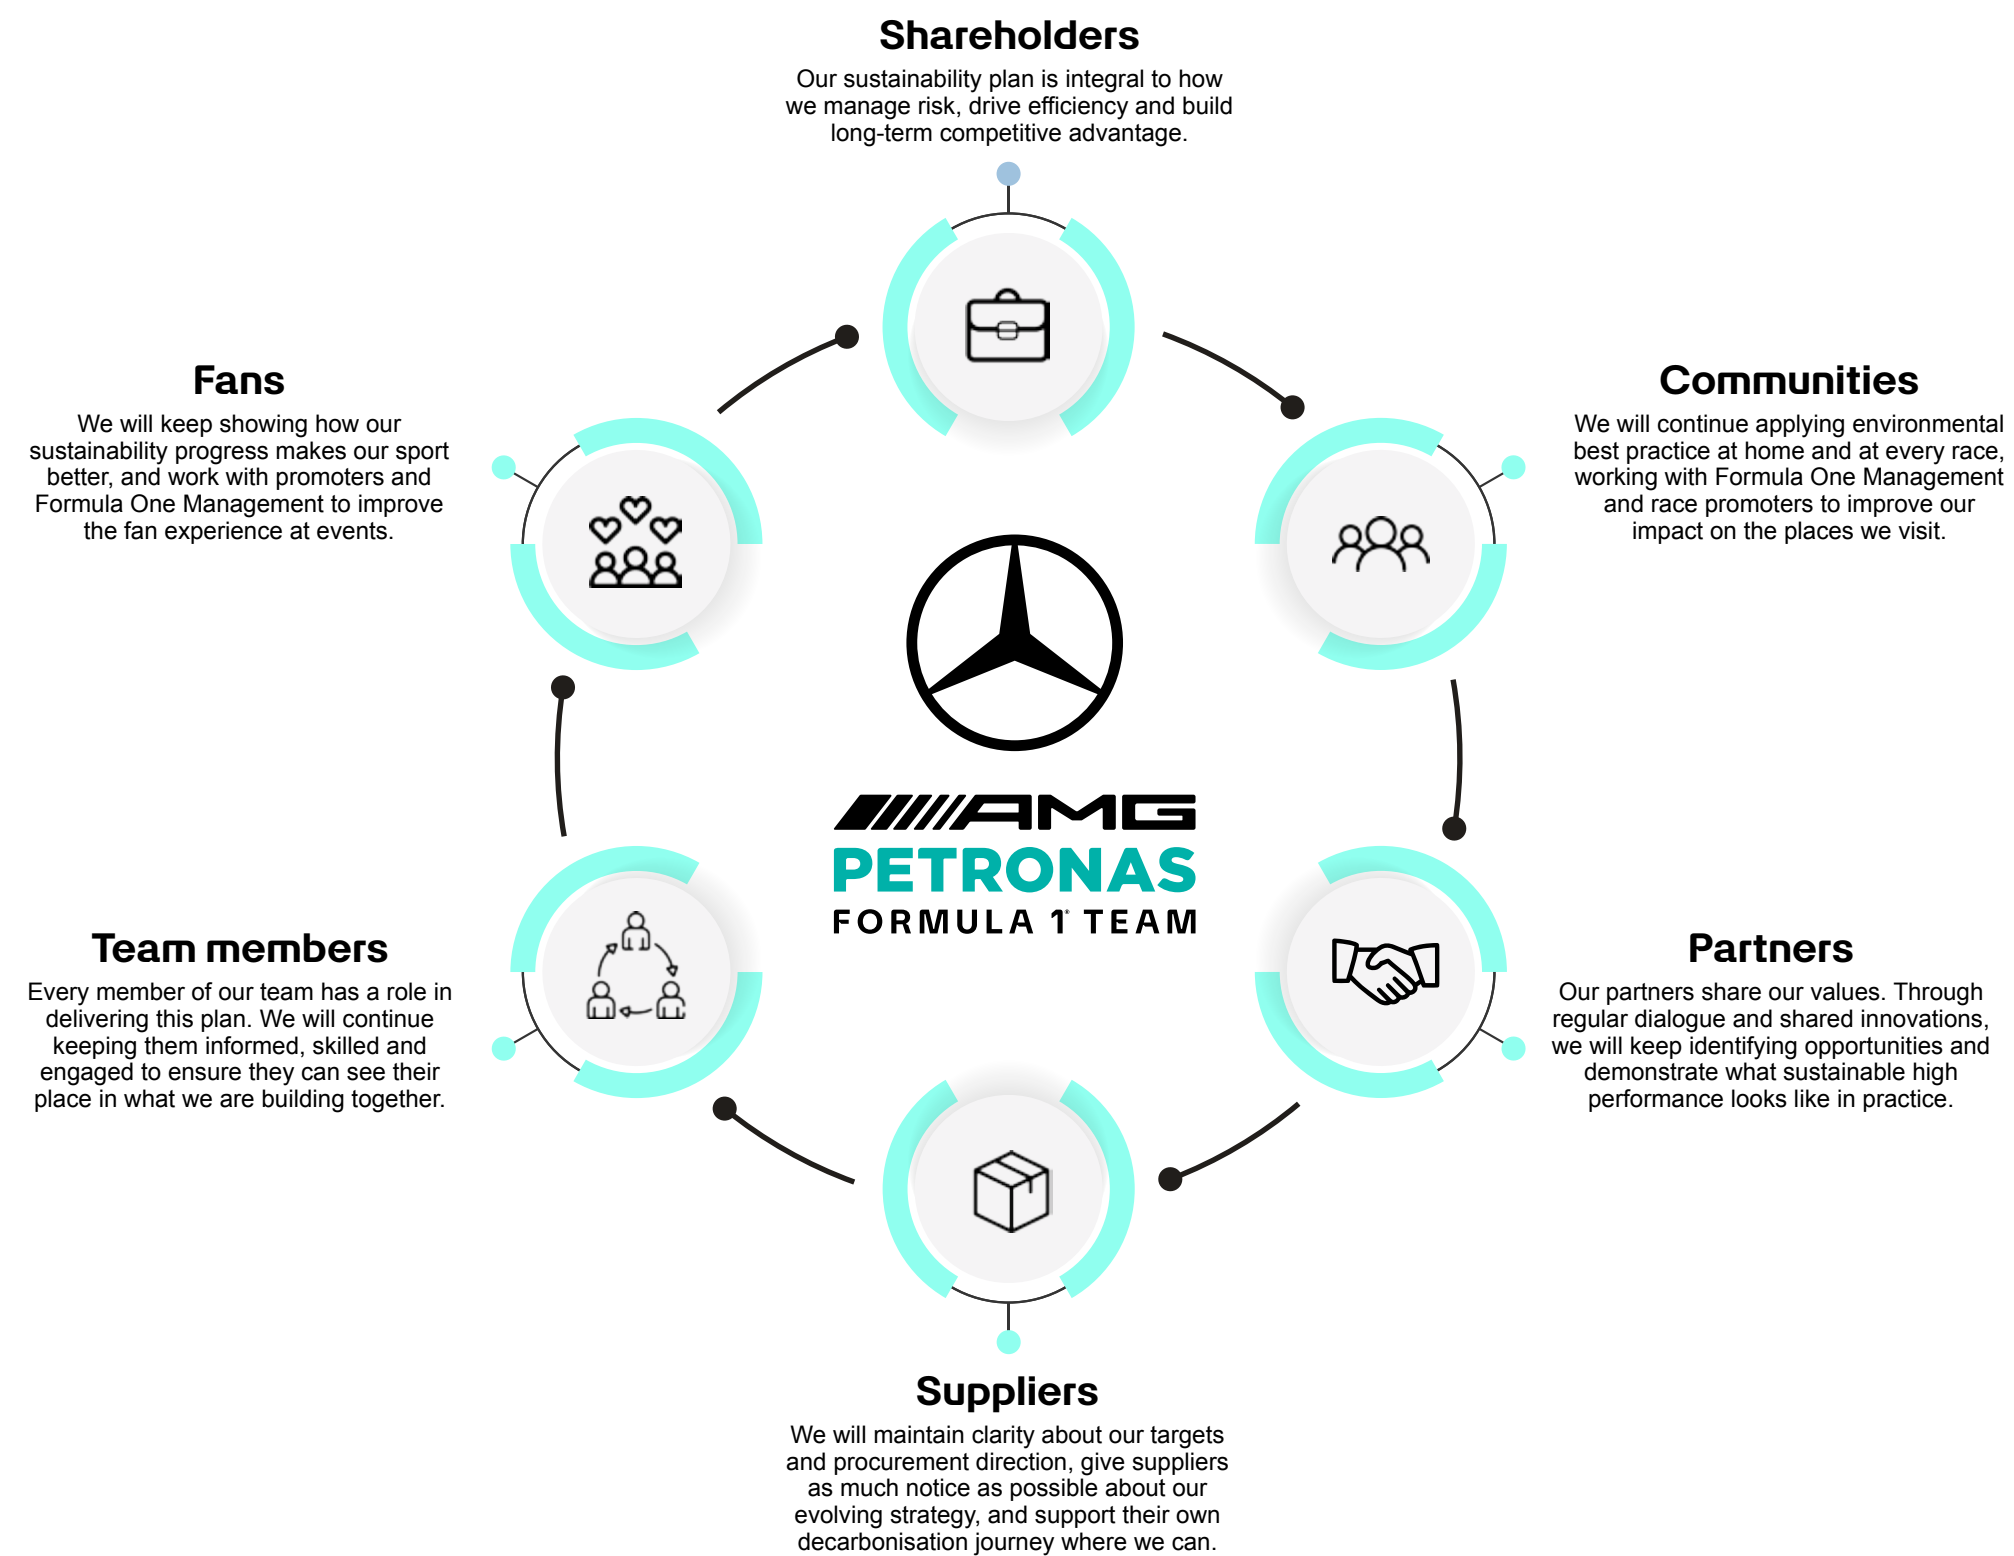 Shareholders
Our sustainability plan is integral to how
we manage risk, drive efficiency and build
long-term competitive advantage.
Communities
We will continue applying environmental
best practice at home and at every race,
working with Formula One Management
and race promoters to improve our
impact on the places we visit.
Partners
Our partners share our values. Through
regular dialogue and shared innovations,
we will keep identifying opportunities and
demonstrate what sustainable high
performance looks like in practice.
Suppliers
We will maintain clarity about our targets
and procurement direction, give suppliers
as much notice as possible about our
evolving strategy, and support their own
decarbonisation journey where we can.
Team members
Every member of our team has a role in
delivering this plan. We will continue
keeping them informed, skilled and
engaged to ensure they can see their
place in what we are building together.
Fans
We will keep showing how our
sustainability progress makes our sport
better, and work with promoters and
Formula One Management to improve
the fan experience at events.
AMG
PETRONAS
FORMULA 1 TEAM